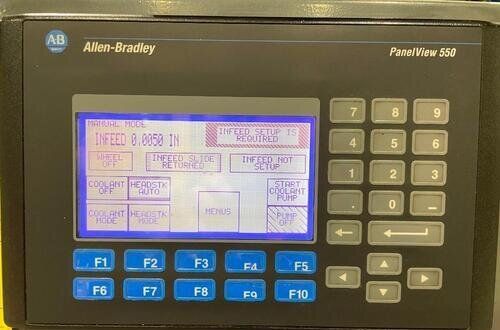 AB
Allen-Bradley
PanelView 550
MANUAL MODE
INFEED 0.0050 IN
INFEED SETUP IS
REQUIRED
WHEEL
OFF
INFEED SLIDE
RETURNED
INFEED NOT
SETUP
COOLANT
OFF
HEADSTK
AUTO
START
COOLANT
PUMP
COOLANT
MODE
HEADSTK
MODE
MENUS
PUMP
OFF
7 8 9
4 5 6
1 2 3
. 0 -
F1 F2 F3 F4 F5
F6 F7 F8 F9 F10